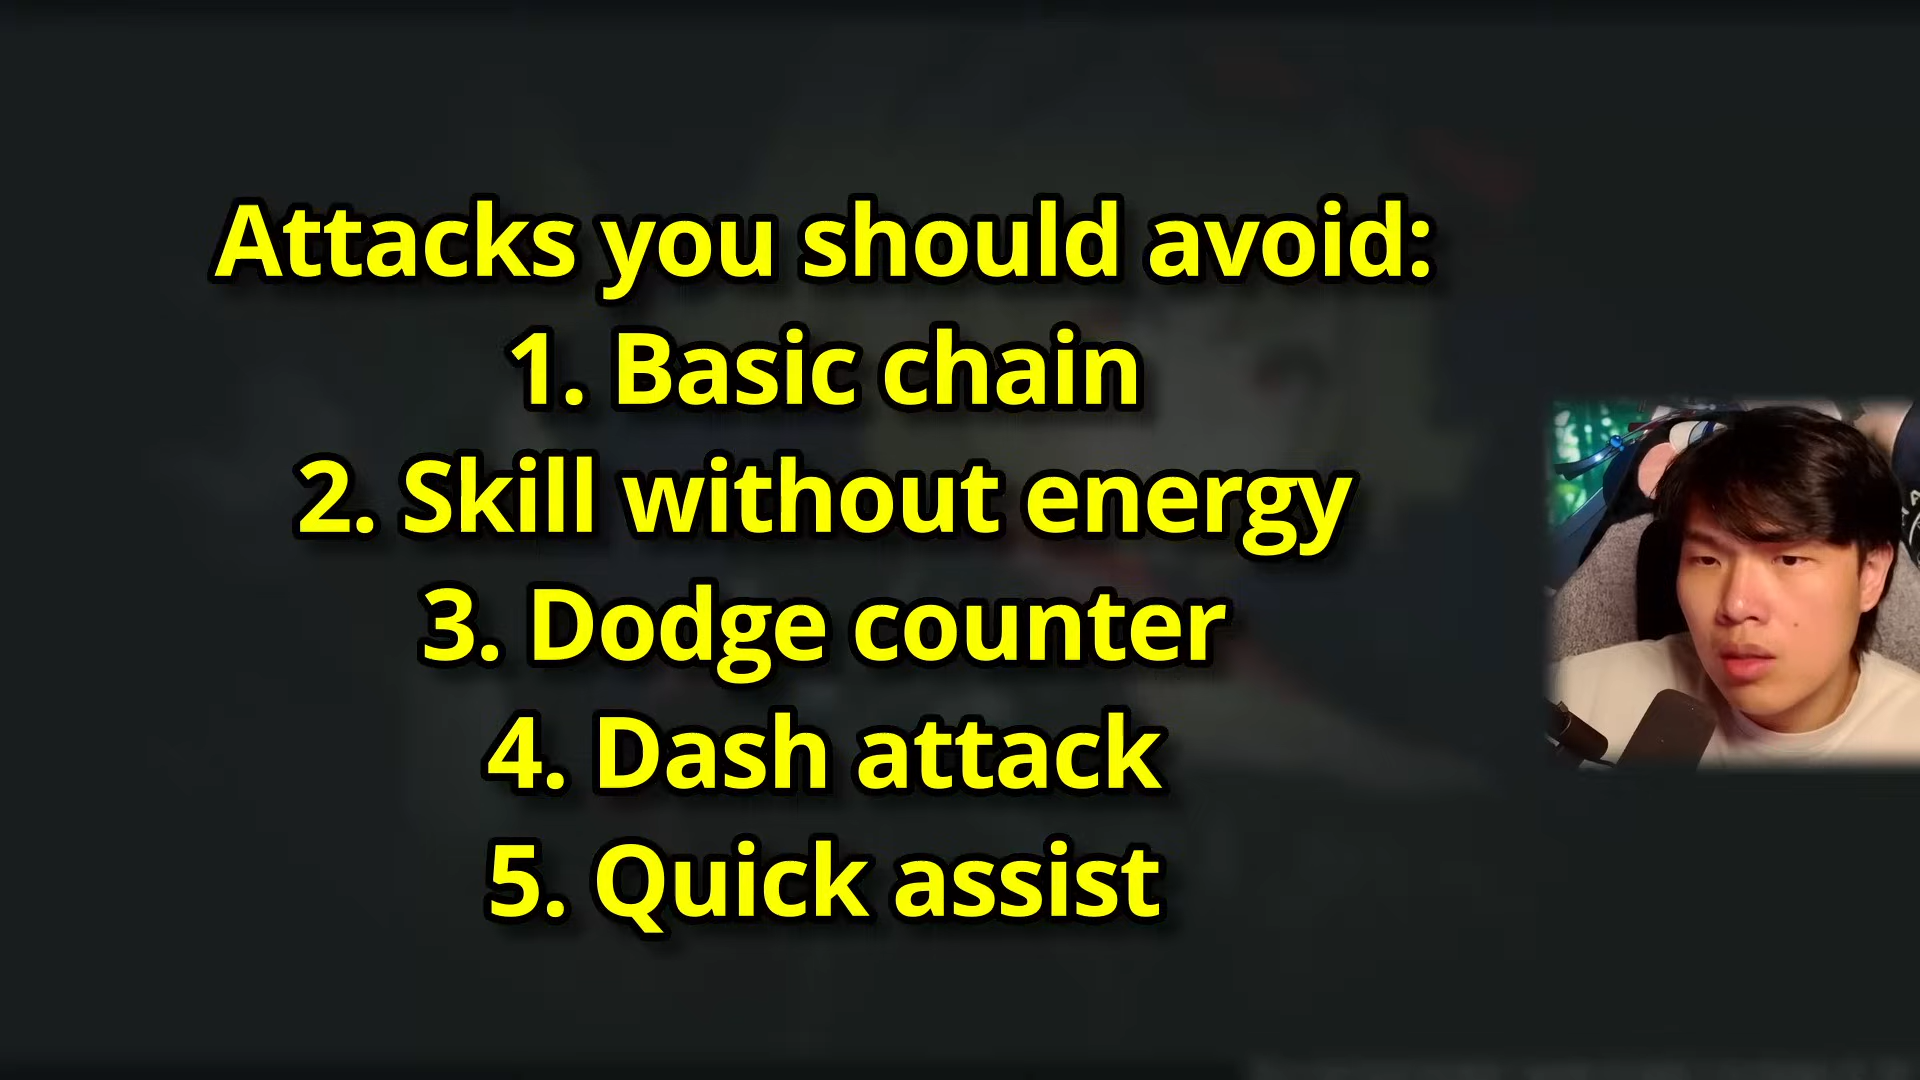 Attacks you should avoid:
1. Basic chain
2. Skill without energy
3. Dodge counter
4. Dash attack
5. Quick assist